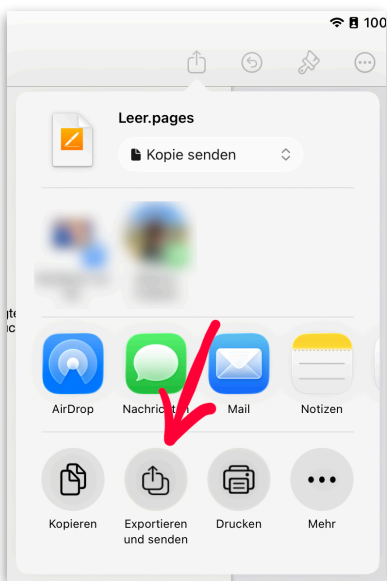 100
Leer.pages
Kopie senden
AirDrop
Nachrichten
Mail
Notizen
Kopieren
Exportieren
und senden
Drucken
Mehr